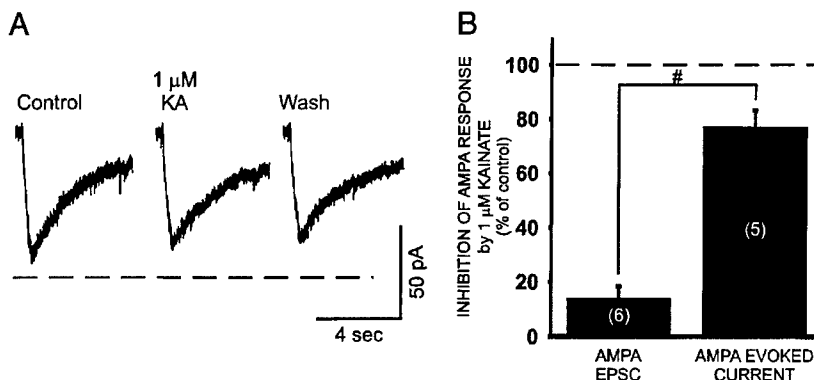 A
Control
1 µM
KA
Wash
50 pA
4 sec
B
INHIBITION OF AMPA RESPONSE
by 1 µM KAINATE
(% of control)
100
80
60
40
20
0
#
(6)
(5)
AMPA
EPSC
AMPA EVOKED
CURRENT